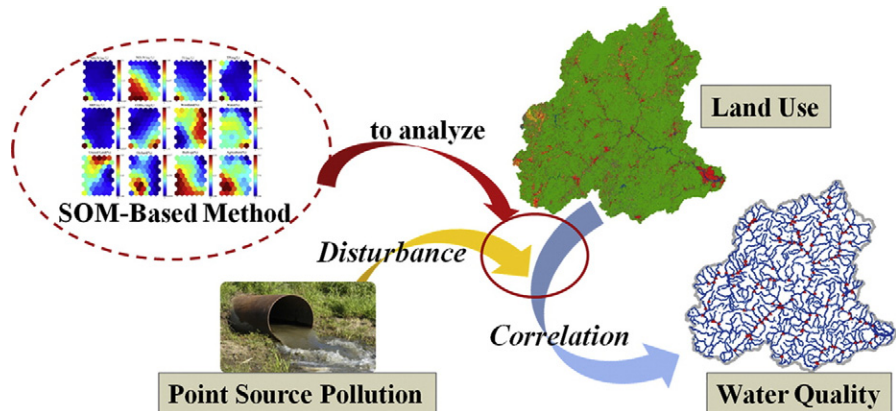 SOM-Based Method
to analyze
Land Use
Disturbance
Correlation
Point Source Pollution
Water Quality